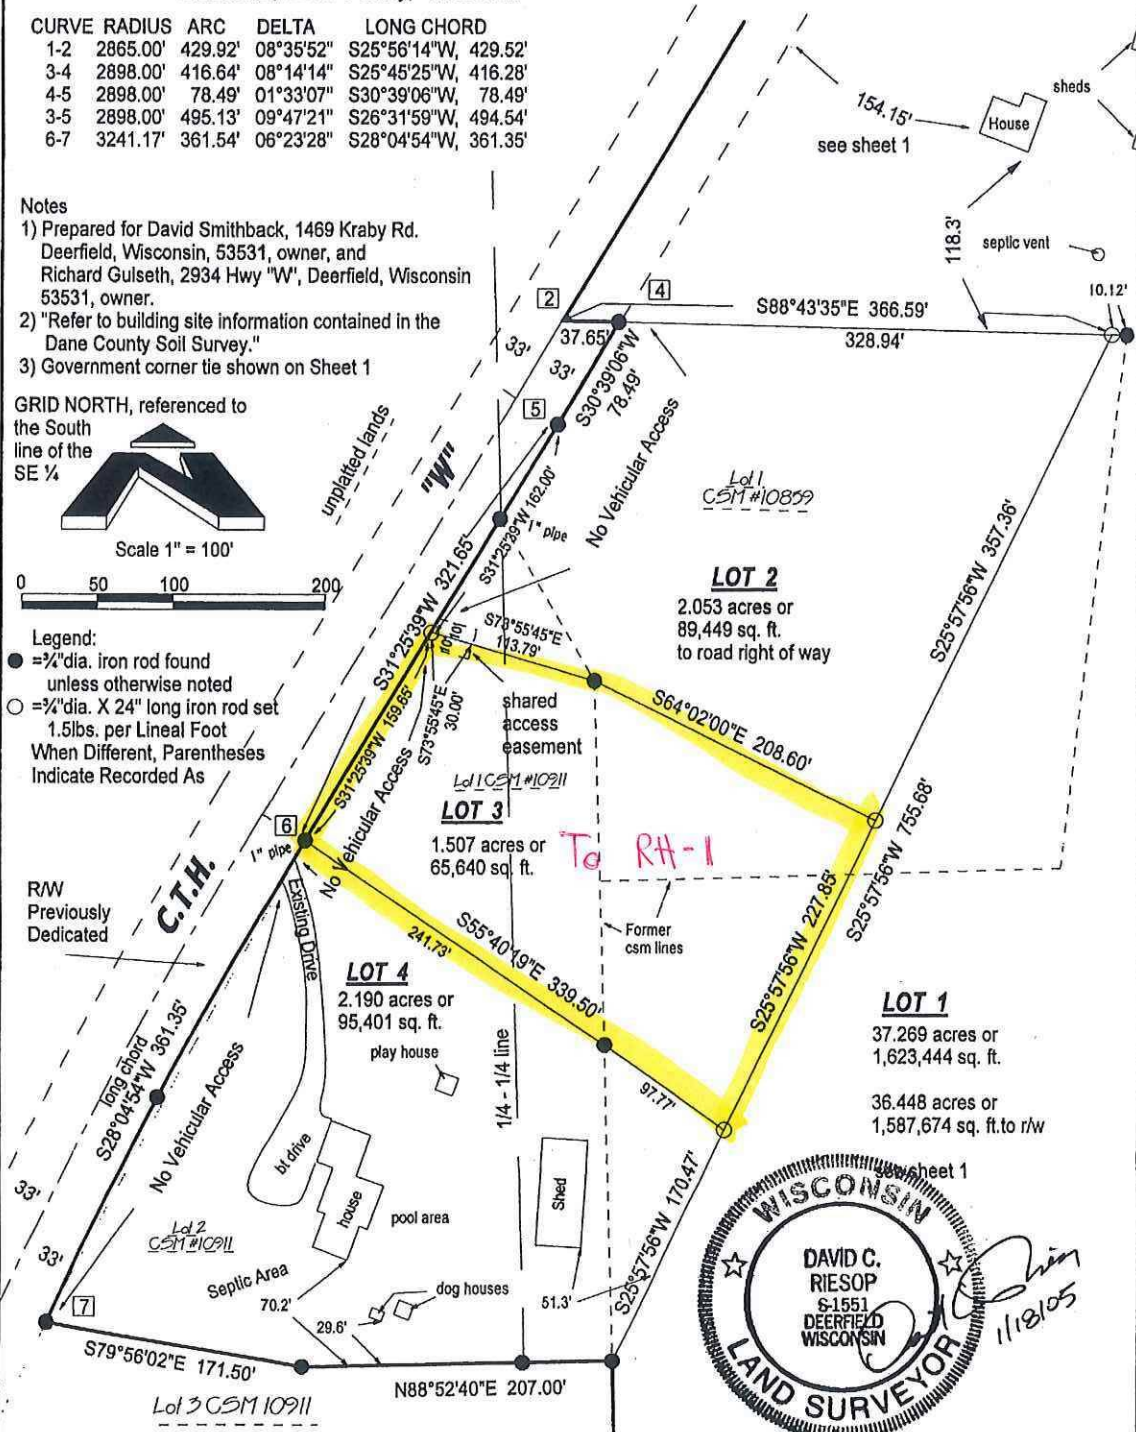 CURVE RADIUS ARC DELTA LONG CHORD
1-2 2865.00' 429.92' 08°35'52" S25°56'14"W, 429.52'
3-4 2898.00' 416.64' 08°14'14" S25°45'25"W, 416.28'
4-5 2898.00' 78.49' 01°33'07" S30°39'06"W, 78.49'
3-5 2898.00' 495.13' 09°47'21" S26°31'59"W, 494.54'
6-7 3241.17' 361.54' 06°23'28" S28°04'54"W, 361.35'
154.15'
see sheet 1
House
sheds
118.3'
septic vent
10.12'
Notes
1) Prepared for David Smithback, 1469 Kraby Rd.
Deerfield, Wisconsin, 53531, owner, and
Richard Gulseth, 2934 Hwy "W", Deerfield, Wisconsin
53531, owner.
2) "Refer to building site information contained in the
Dane County Soil Survey."
3) Government corner tie shown on Sheet 1
GRID NORTH, referenced to
the South
line of the
SE ¼
Scale 1" = 100'
0 50 100 200
Legend:
=¾"dia. iron rod found
unless otherwise noted
=¾"dia. X 24" long iron rod set
1.5lbs. per Lineal Foot
When Different, Parentheses
Indicate Recorded As
2
4
S88°43'35"E 366.59'
37.65'
328.94'
33'
33'
S30°39'06"W
78.49'
5
unplatted lands
"W"
No Vehicular Access
S31°25'39"W 162.00'
1" pipe
S31°25'39"W 321.65'
Lot 1
CSM #10859
LOT 2
2.053 acres or
89,449 sq. ft.
to road right of way
S25°57'56"W 357.36'
S73°55'45"E
113.79'
10'
10'
S64°02'00"E 208.60'
S31°25'39"W 159.65'
S73°55'45"E
30.00'
shared
access
easement
No Vehicular Access
Lot 1 CSM #10911
LOT 3
1.507 acres or
65,640 sq. ft.
To RH-1
6
1" pipe
S25°57'56"W 755.68'
S25°57'56"W 227.85'
Former
csm lines
R/W
Previously
Dedicated
C.T.H.
Existing Drive
S55°40'19"E 339.50'
241.73'
97.77'
LOT 4
2.190 acres or
95,401 sq. ft.
play house
1/4 - 1/4 line
LOT 1
37.269 acres or
1,623,444 sq. ft.
36.448 acres or
1,587,674 sq. ft.to r/w
see sheet 1
long chord
S28°04'54"W 361.35'
No Vehicular Access
bt drive
house
pool area
Shed
S25°57'56"W 170.47'
33'
33'
Lot 2
CSM #10911
Septic Area
70.2'
29.6'
dog houses
51.3'
7
S79°56'02"E 171.50'
N88°52'40"E 207.00'
Lot 3 CSM 10911
WISCONSIN
DAVID C.
RIESOP
S-1551
DEERFIELD
WISCONSIN
LAND SURVEYOR
1/18/05